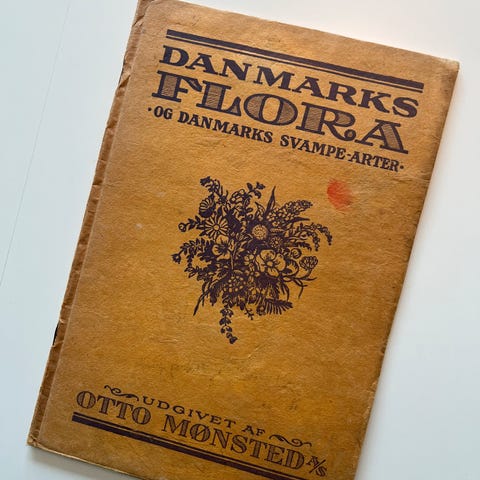 DANMARKS
FLORA
·OG DANMARKS SVAMPE-ARTER·
UDGIVET AF
OTTO MØNSTED A/S